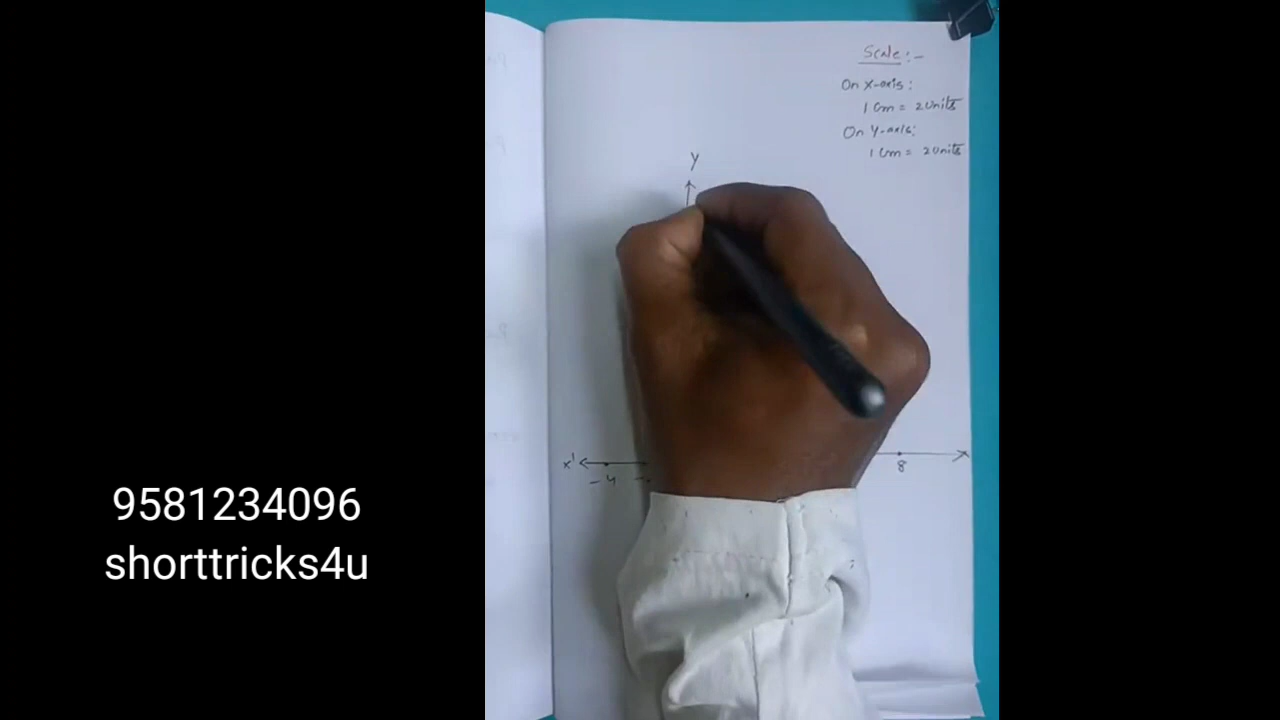 Scale:-
On X-axis:
1 Cm = 2 Units
On Y-axis:
1 Cm = 2 Units
Y
X'
8
-4
9581234096
shorttricks4u